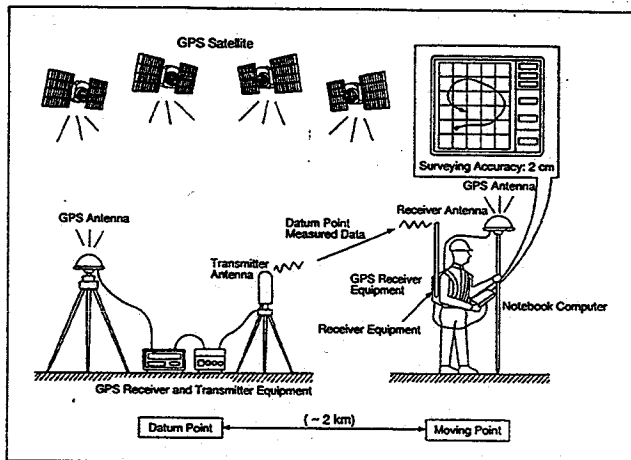 GPS Satellite
Surveying Accuracy: 2 cm
GPS Antenna
GPS Antenna
Receiver Antenna
Datum Point
Measured Data
Transmitter
Antenna
GPS Receiver
Equipment
Notebook Computer
Receiver Equipment
GPS Receiver and Transmitter Equipment
(~ 2 km)
Datum Point
Moving Point